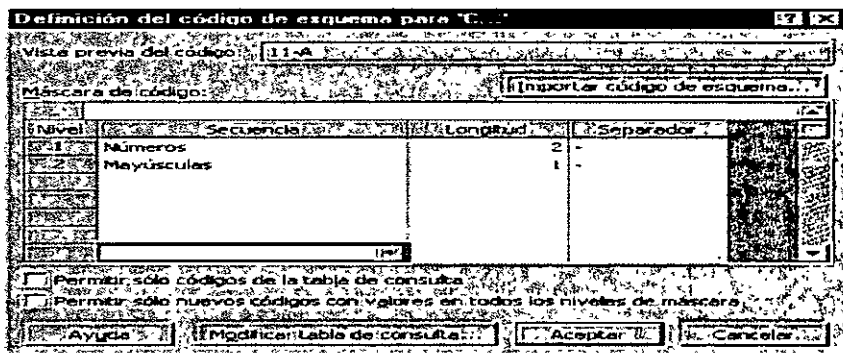 Definición del código de esquema para "C..."
Vista previa del código: 11-A
Máscara de código: Importar código de esquema...
Nivel Secuencia Longitud Separador
1 Números 2 -
2 Mayúsculas 1 -
Permitir sólo códigos de la tabla de consulta
Permitir sólo nuevos códigos con valores en todos los niveles de máscara
Ayuda Modificar tabla de consulta... Aceptar Cancelar